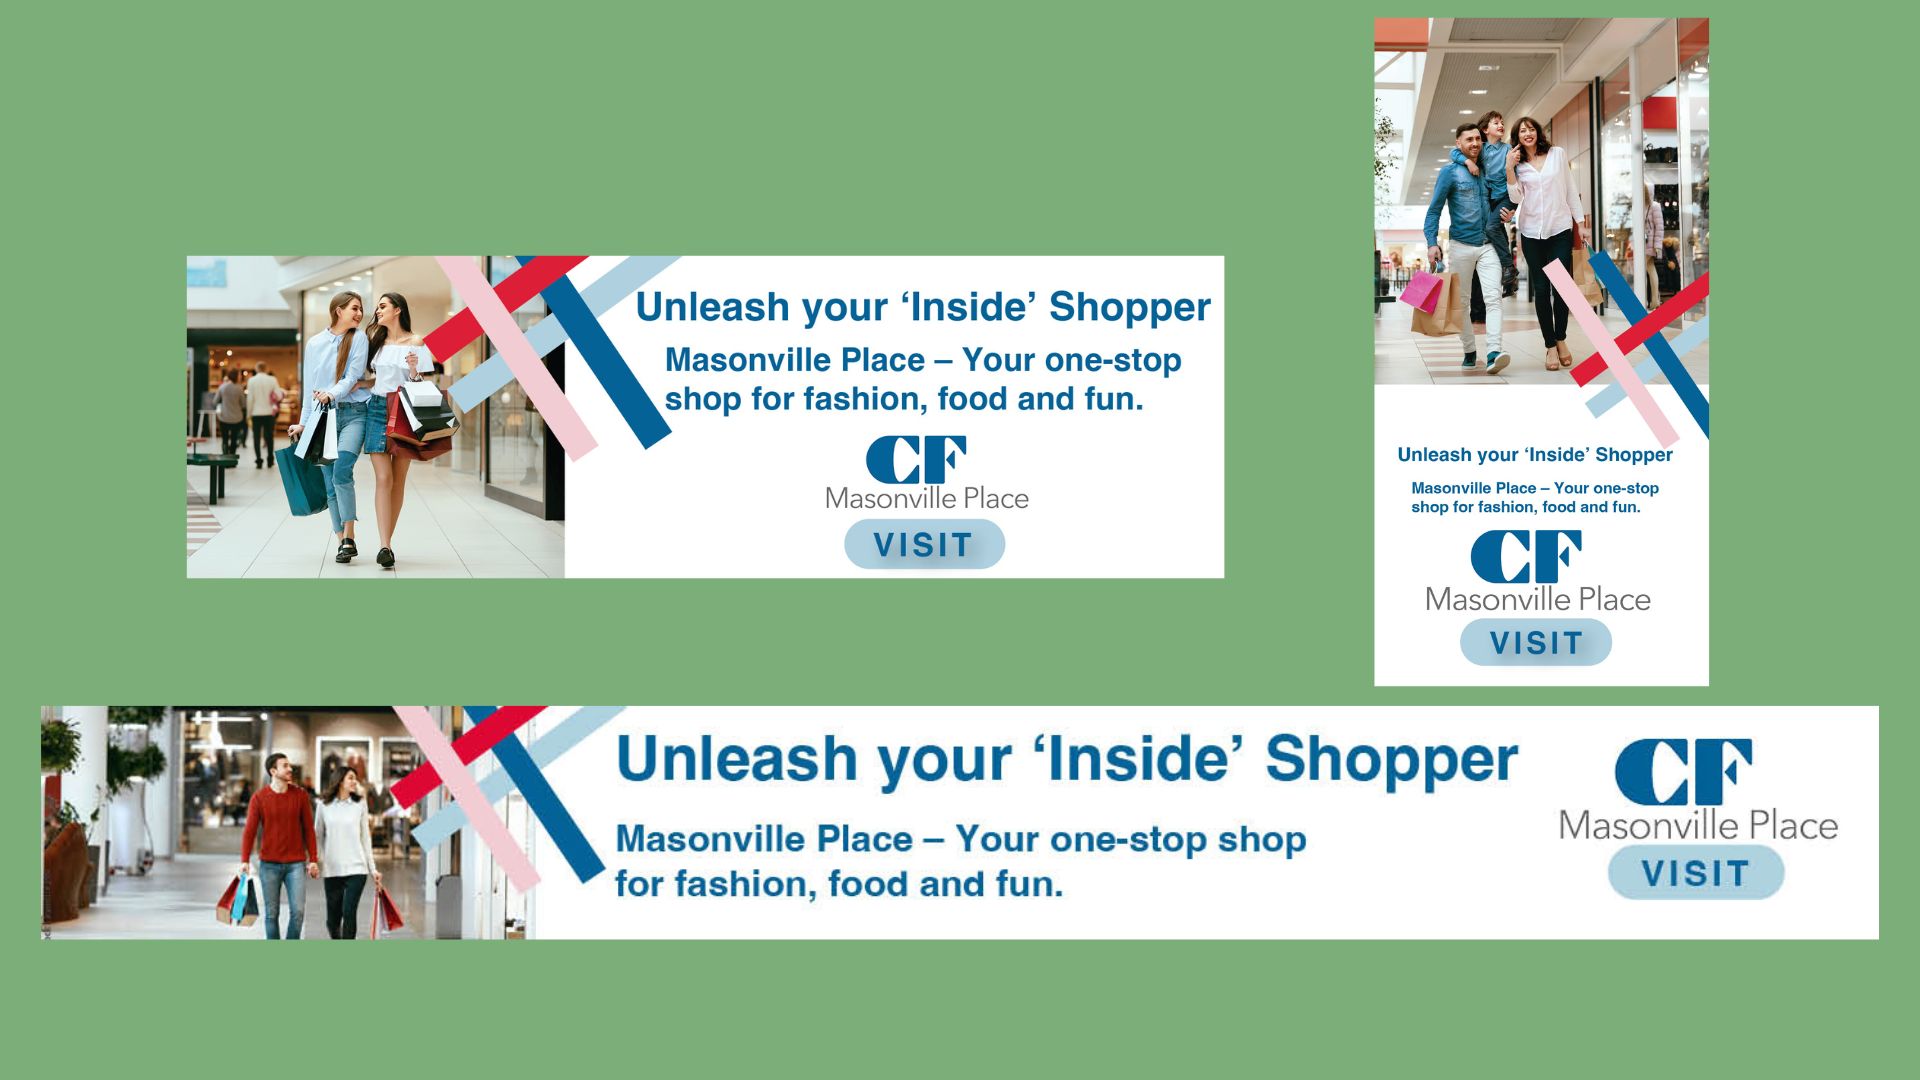 Unleash your ‘Inside’ Shopper
Masonville Place – Your one-stop
shop for fashion, food and fun.
CF
Masonville Place
VISIT
Unleash your ‘Inside’ Shopper
Masonville Place – Your one-stop
shop for fashion, food and fun.
CF
Masonville Place
VISIT
Unleash your ‘Inside’ Shopper
Masonville Place – Your one-stop shop
for fashion, food and fun.
CF
Masonville Place
VISIT